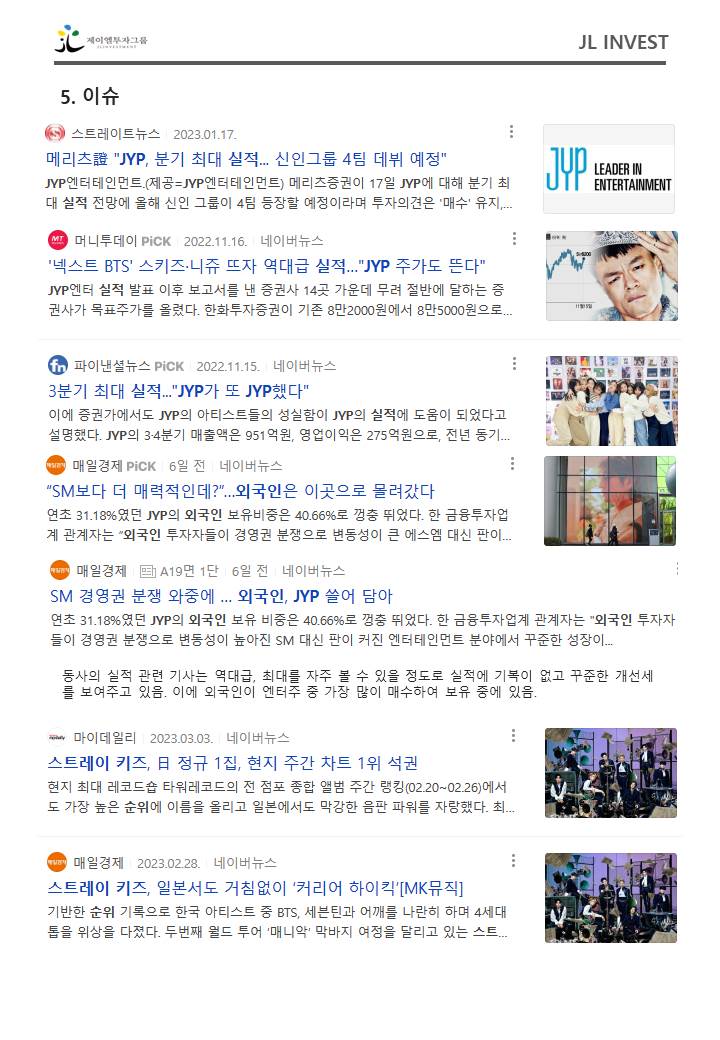 제이엘투자그룹
JL INVESTMENT
JL INVEST
5. 이슈
스트레이트뉴스 2023.01.17.
메리츠證 "JYP, 분기 최대 실적... 신인그룹 4팀 데뷔 예정"
JYP엔터테인먼트.(제공=JYP엔터테인먼트) 메리츠증권이 17일 JYP에 대해 분기 최
대 실적 전망에 올해 신인 그룹이 4팀 등장할 예정이라며 투자의견은 '매수' 유지,...
JYP LEADER IN
ENTERTAINMENT
MT 머니투데이 PiCK 2022.11.16. 네이버뉴스
'넥스트 BTS' 스키즈·니쥬 뜨자 역대급 실적..."JYP 주가도 뜬다"
JYP엔터 실적 발표 이후 보고서를 낸 증권사 14곳 가운데 무려 절반에 달하는 증
권사가 목표주가를 올렸다. 한화투자증권이 기존 8만2000원에서 8만5000원으로...
fn 파이낸셜뉴스 PiCK 2022.11.15. 네이버뉴스
3분기 최대 실적..."JYP가 또 JYP했다"
이에 증권가에서도 JYP의 아티스트들의 성실함이 JYP의 실적에 도움이 되었다고
설명했다. JYP의 3·4분기 매출액은 951억원, 영업이익은 275억원으로, 전년 동기...
매일경제 매일경제 PiCK 6일 전 네이버뉴스
“SM보다 더 매력적인데?”...외국인은 이곳으로 몰려갔다
연초 31.18%였던 JYP의 외국인 보유비중은 40.66%로 껑충 뛰었다. 한 금융투자업
계 관계자는 “외국인 투자자들이 경영권 분쟁으로 변동성이 큰 에스엠 대신 판이...
매일경제 매일경제 A19면 1단 6일 전 네이버뉴스
SM 경영권 분쟁 와중에 ... 외국인, JYP 쓸어 담아
연초 31.18%였던 JYP의 외국인 보유 비중은 40.66%로 껑충 뛰었다. 한 금융투자업계 관계자는 "외국인 투자자
들이 경영권 분쟁으로 변동성이 높아진 SM 대신 판이 커진 엔터테인먼트 분야에서 꾸준한 성장이...
동사의 실적 관련 기사는 역대급, 최대를 자주 볼 수 있을 정도로 실적에 기복이 없고 꾸준한 개선세
를 보여주고 있음. 이에 외국인이 엔터주 중 가장 많이 매수하여 보유 중에 있음.
마이데일리 2023.03.03. 네이버뉴스
스트레이 키즈, 日 정규 1집, 현지 주간 차트 1위 석권
현지 최대 레코드숍 타워레코드의 전 점포 종합 앨범 주간 랭킹(02.20~02.26)에서
도 가장 높은 순위에 이름을 올리고 일본에서도 막강한 음판 파워를 자랑했다. 최...
매일경제 매일경제 2023.02.28. 네이버뉴스
스트레이 키즈, 일본서도 거침없이 ‘커리어 하이킥’[MK뮤직]
기반한 순위 기록으로 한국 아티스트 중 BTS, 세븐틴과 어깨를 나란히 하며 4세대
톱을 위상을 다졌다. 두번째 월드 투어 ‘매니악’ 막바지 여정을 달리고 있는 스트...